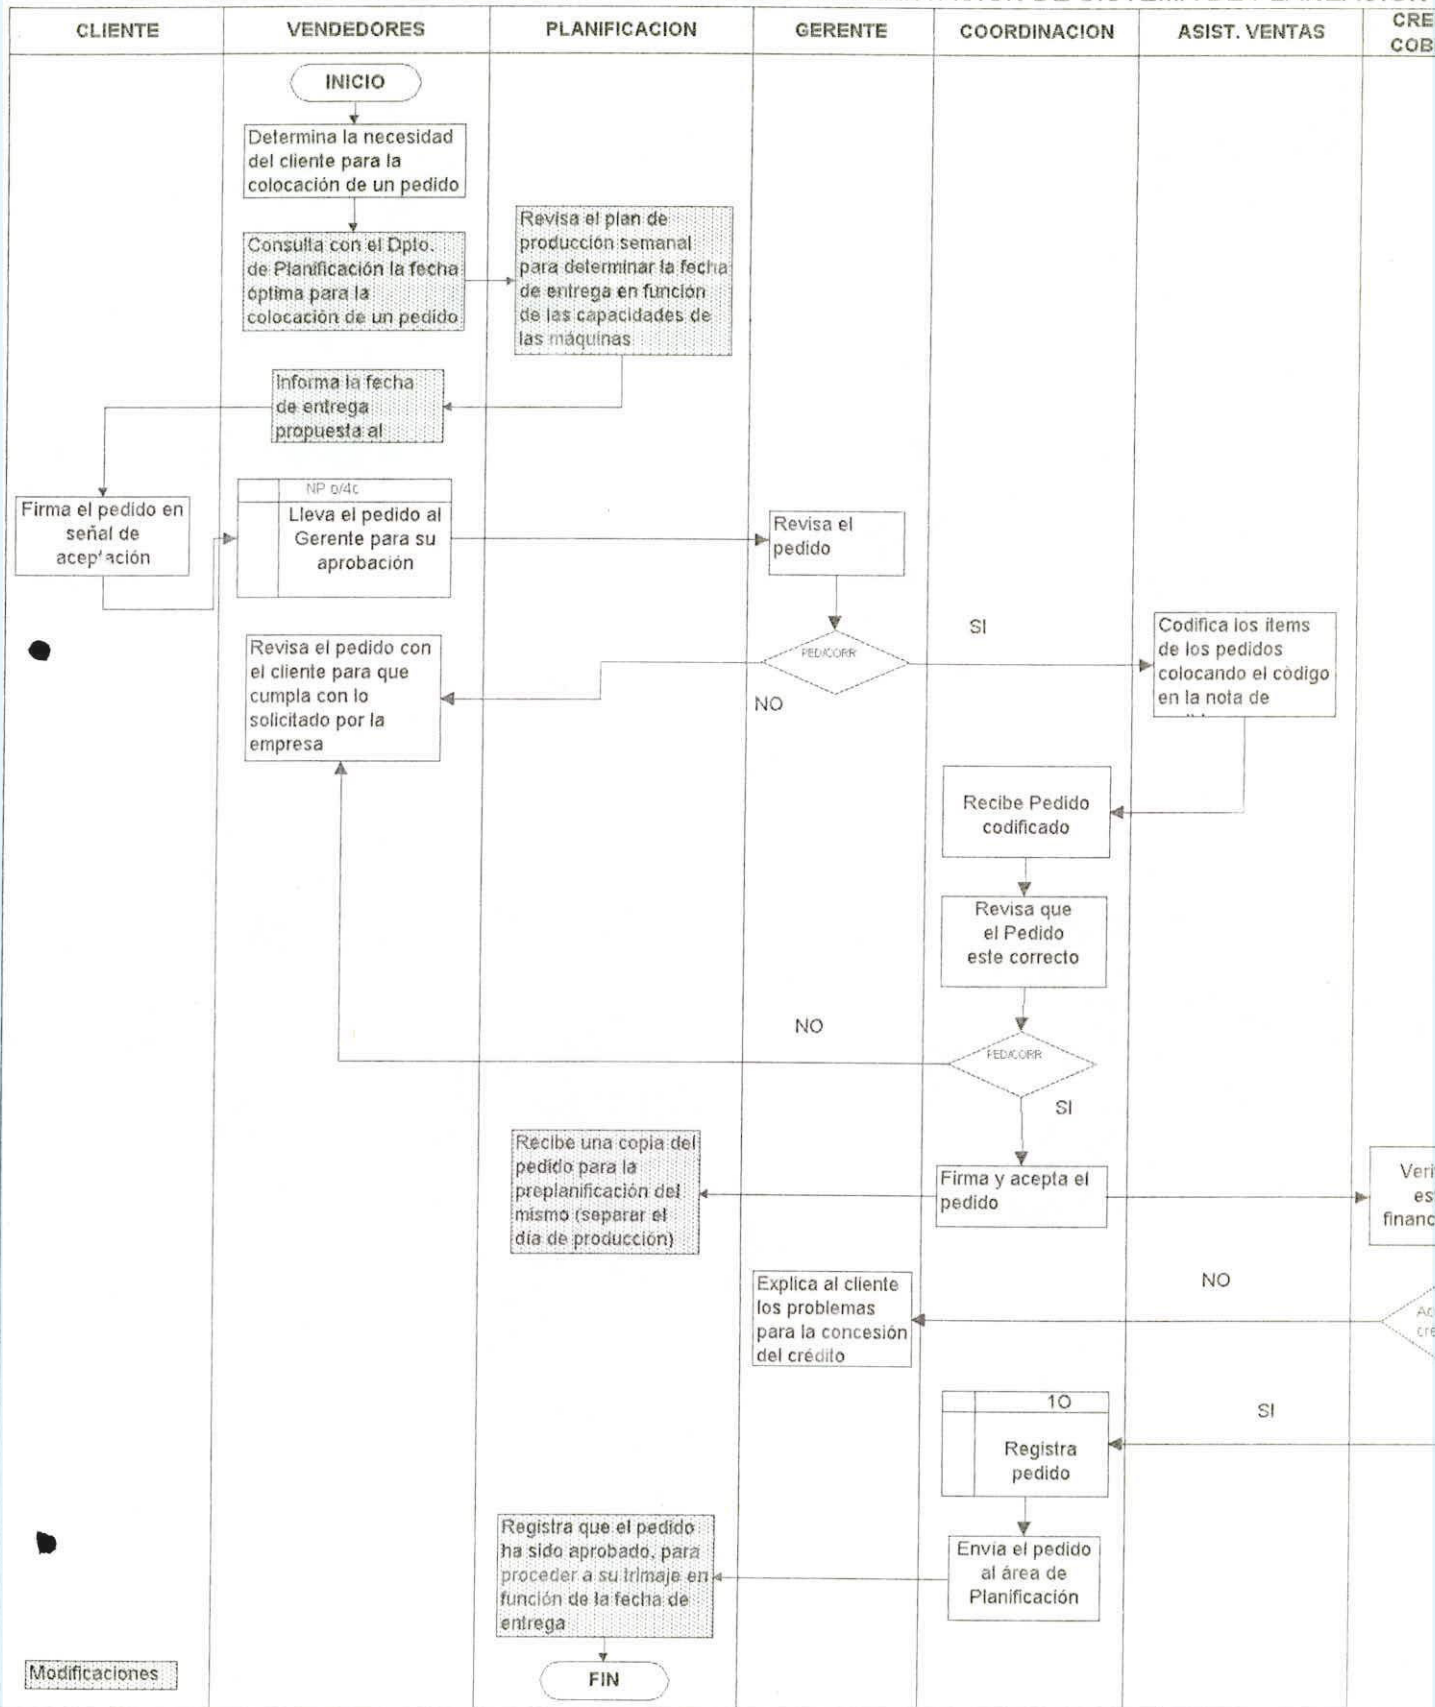 CLIENTE
VENDEDORES
PLANIFICACION
GERENTE
COORDINACION
ASIST. VENTAS
CRE
COB
INICIO
Determina la necesidad
del cliente para la
colocación de un pedido
Consulta con el Dpto.
de Planificación la fecha
óptima para la
colocación de un pedido
Revisa el plan de
producción semanal
para determinar la fecha
de entrega en función
de las capacidades de
las máquinas
Informa la fecha
de entrega
propuesta al
Firma el pedido en
señal de
aceptación
NP o/4c
Lleva el pedido al
Gerente para su
aprobación
Revisa el
pedido
PED/CORR
SI
NO
Codifica los items
de los pedidos
colocando el código
en la nota de
Revisa el pedido con
el cliente para que
cumpla con lo
solicitado por la
empresa
Recibe Pedido
codificado
Revisa que
el Pedido
este correcto
NO
PED/CORR
SI
Recibe una copia del
pedido para la
preplanificación del
mismo (separar el
día de producción)
Firma y acepta el
pedido
Veri
es
financ
Explica al cliente
los problemas
para la concesión
del crédito
NO
Ac
cré
1O
Registra
pedido
SI
Registra que el pedido
ha sido aprobado, para
proceder a su trimaje en
función de la fecha de
entrega
Envia el pedido
al área de
Planificación
Modificaciones
FIN